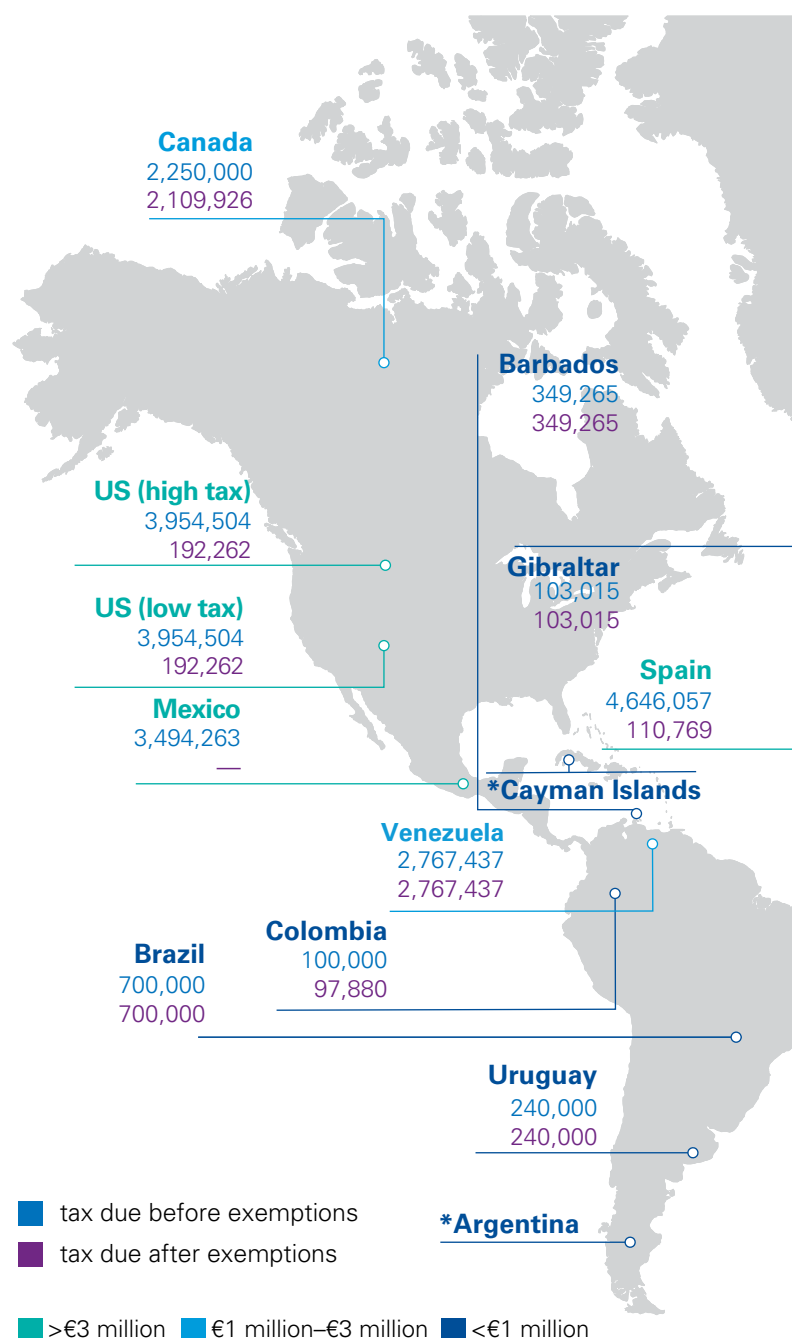 Canada
2,250,000
2,109,926
Barbados
349,265
349,265
US (high tax)
3,954,504
192,262
Gibraltar
103,015
103,015
US (low tax)
3,954,504
192,262
Spain
4,646,057
110,769
Mexico
3,494,263
—
*Cayman Islands
Venezuela
2,767,437
2,767,437
Colombia
100,000
97,880
Brazil
700,000
700,000
Uruguay
240,000
240,000
*Argentina
tax due before exemptions
tax due after exemptions
>€3 million €1 million–€3 million <€1 million